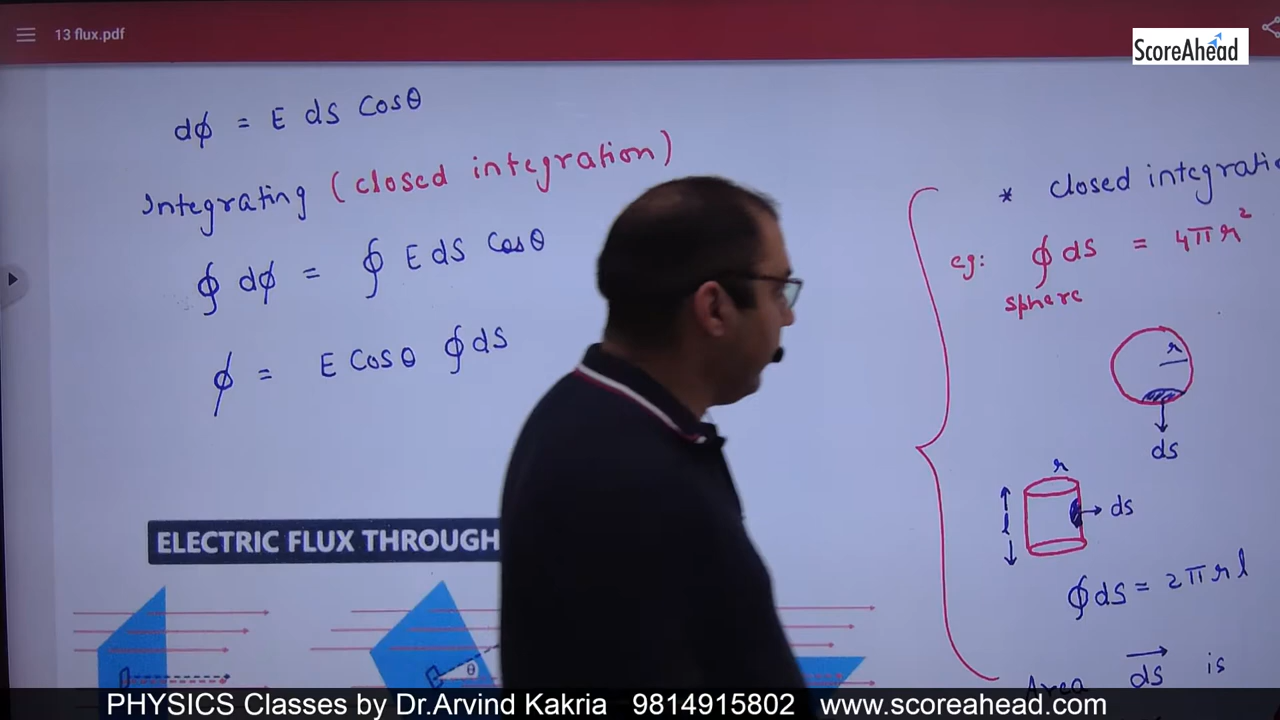 13 flux.pdf
ScoreAhead
dφ = E ds Cosθ
Integrating (closed integration)
∮ dφ = ∮ E ds Cosθ
φ = E Cosθ ∮ds
ELECTRIC FLUX THROUGH
θ
* closed integratio
eg: ∮ ds = 4πr²
sphere
r
ds
r
l
ds
∮ds = 2πrl
Area ds⃗ is
PHYSICS Classes by Dr.Arvind Kakria 9814915802 www.scoreahead.com